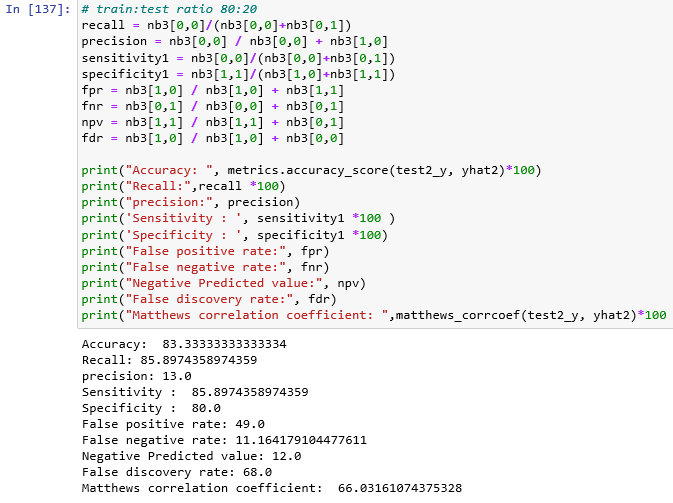 In [137]: # train:test ratio 80:20
recall = nb3[0,0]/(nb3[0,0]+nb3[0,1])
precision = nb3[0,0] / nb3[0,0] + nb3[1,0]
sensitivity1 = nb3[0,0]/(nb3[0,0]+nb3[0,1])
specificity1 = nb3[1,1]/(nb3[1,0]+nb3[1,1])
fpr = nb3[1,0] / nb3[1,0] + nb3[1,1]
fnr = nb3[0,1] / nb3[0,0] + nb3[0,1]
npv = nb3[1,1] / nb3[1,1] + nb3[0,1]
fdr = nb3[1,0] / nb3[1,0] + nb3[0,0]
print("Accuracy: ", metrics.accuracy_score(test2_y, yhat2)*100)
print("Recall:",recall *100)
print("precision:", precision)
print('Sensitivity : ', sensitivity1 *100 )
print('Specificity : ', specificity1 *100)
print("False positive rate:", fpr)
print("False negative rate:", fnr)
print("Negative Predicted value:", npv)
print("False discovery rate:", fdr)
print("Matthews correlation coefficient: ",matthews_corrcoef(test2_y, yhat2)*100
Accuracy:  83.33333333333334
Recall: 85.8974358974359
precision: 13.0
Sensitivity :  85.8974358974359
Specificity :  80.0
False positive rate: 49.0
False negative rate: 11.164179104477611
Negative Predicted value: 12.0
False discovery rate: 68.0
Matthews correlation coefficient:  66.03161074375328